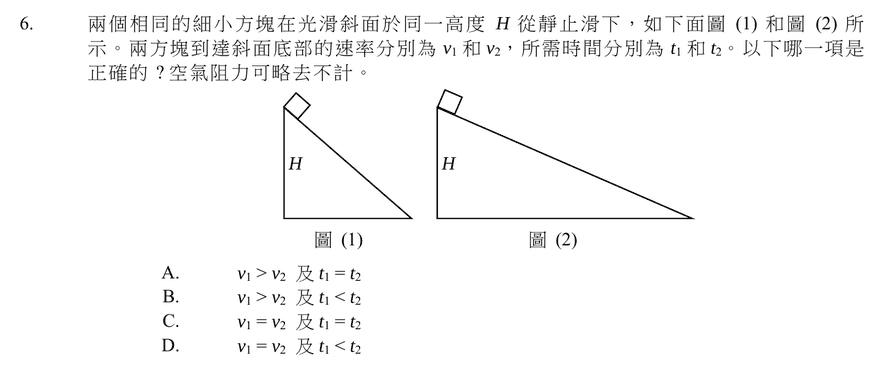 6. 兩個相同的細小方塊在光滑斜面於同一高度 H 從靜止滑下，如下面圖 (1) 和圖 (2) 所
示。兩方塊到達斜面底部的速率分別為 v₁ 和 v₂，所需時間分別為 t₁ 和 t₂。以下哪一項是
正確的 ? 空氣阻力可略去不計。
H
H
圖 (1)
圖 (2)
A. v₁ > v₂ 及 t₁ = t₂
B. v₁ > v₂ 及 t₁ < t₂
C. v₁ = v₂ 及 t₁ = t₂
D. v₁ = v₂ 及 t₁ < t₂